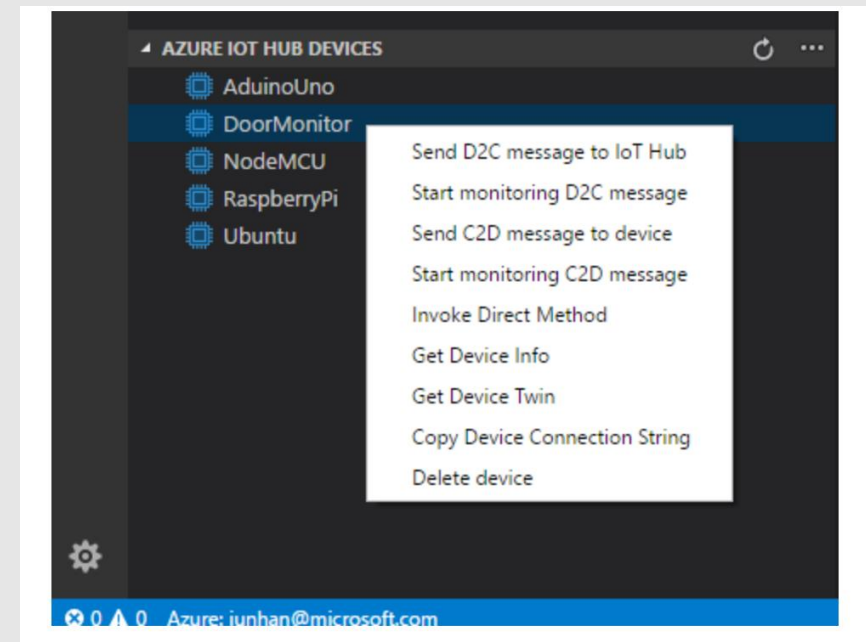 AZURE IOT HUB DEVICES
AduinoUno
DoorMonitor
NodeMCU
RaspberryPi
Ubuntu
Send D2C message to IoT Hub
Start monitoring D2C message
Send C2D message to device
Start monitoring C2D message
Invoke Direct Method
Get Device Info
Get Device Twin
Copy Device Connection String
Delete device
0 0 Azure: junhan@microsoft.com